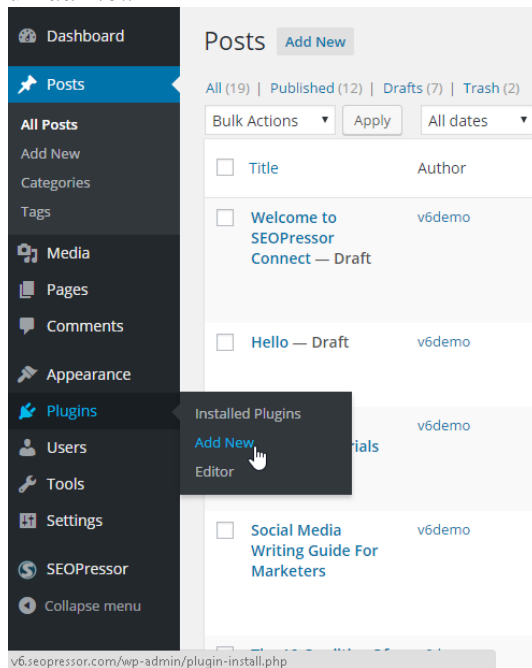 Dashboard
Posts
All Posts
Add New
Categories
Tags
Media
Pages
Comments
Appearance
Plugins
Users
Tools
Settings
SEOPressor
Collapse menu
Installed Plugins
Add New
Editor
Posts Add New
All (19) | Published (12) | Drafts (7) | Trash (2)
Bulk Actions Apply All dates
Title Author
Welcome to v6demo
SEOPressor
Connect — Draft
Hello — Draft v6demo
v6demo
rials
Social Media v6demo
Writing Guide For
Marketers
v6.seopressor.com/wp-admin/plugin-install.php